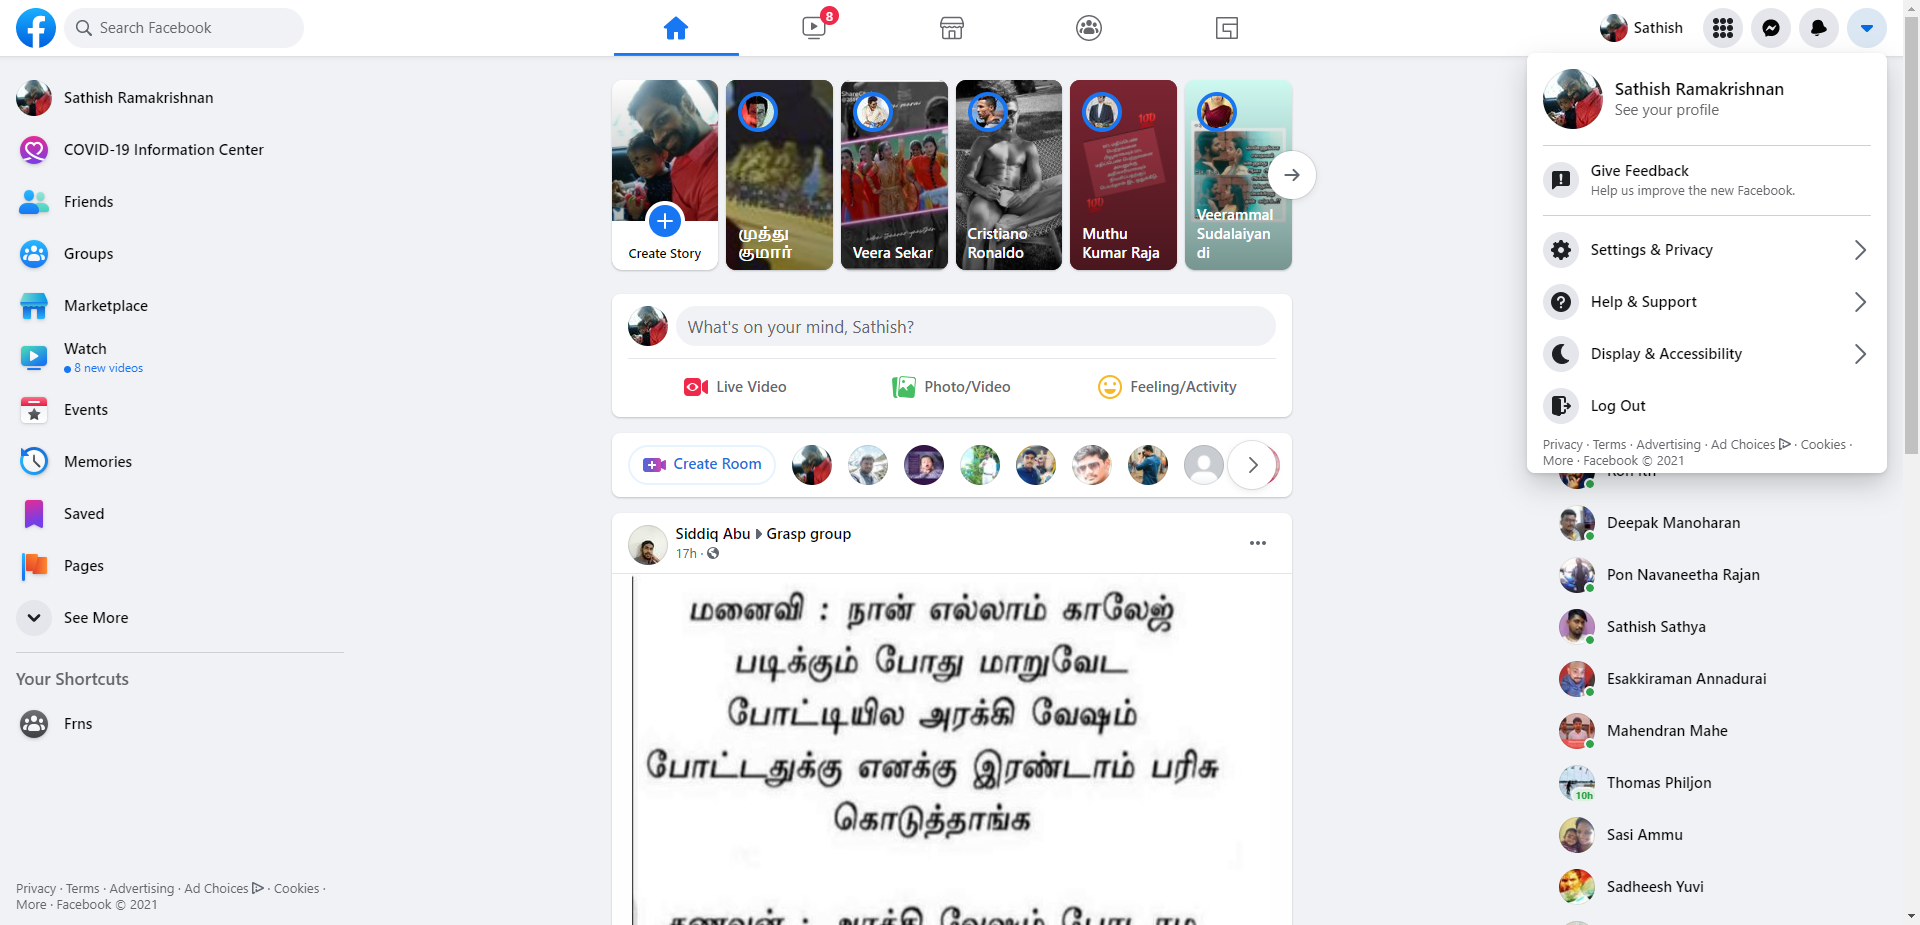 Search Facebook
8
Sathish
Sathish Ramakrishnan
COVID-19 Information Center
Friends
Groups
Marketplace
Watch
8 new videos
Events
Memories
Saved
Pages
See More
Your Shortcuts
Frns
Privacy · Terms · Advertising · Ad Choices · Cookies ·
More · Facebook © 2021
Create Story
முத்து
குமார்
Veera Sekar
Cristiano
Ronaldo
100
100
Muthu
Kumar Raja
Veerammal
Sudalaiyan
di
What's on your mind, Sathish?
Live Video
Photo/Video
Feeling/Activity
Create Room
Siddiq Abu
Grasp group
17h ·
மனைவி : நான் எல்லாம் காலேஜ்
படிக்கும் போது மாறுவேட
போட்டியில அரக்கி வேஷம்
போட்டதுக்கு எனக்கு இரண்டாம் பரிசு
கொடுத்தாங்க
Sathish Ramakrishnan
See your profile
Give Feedback
Help us improve the new Facebook.
Settings & Privacy
Help & Support
Display & Accessibility
Log Out
Privacy · Terms · Advertising · Ad Choices · Cookies ·
More · Facebook © 2021
Deepak Manoharan
Pon Navaneetha Rajan
Sathish Sathya
Esakkiraman Annadurai
Mahendran Mahe
Thomas Philjon
10h
Sasi Ammu
Sadheesh Yuvi